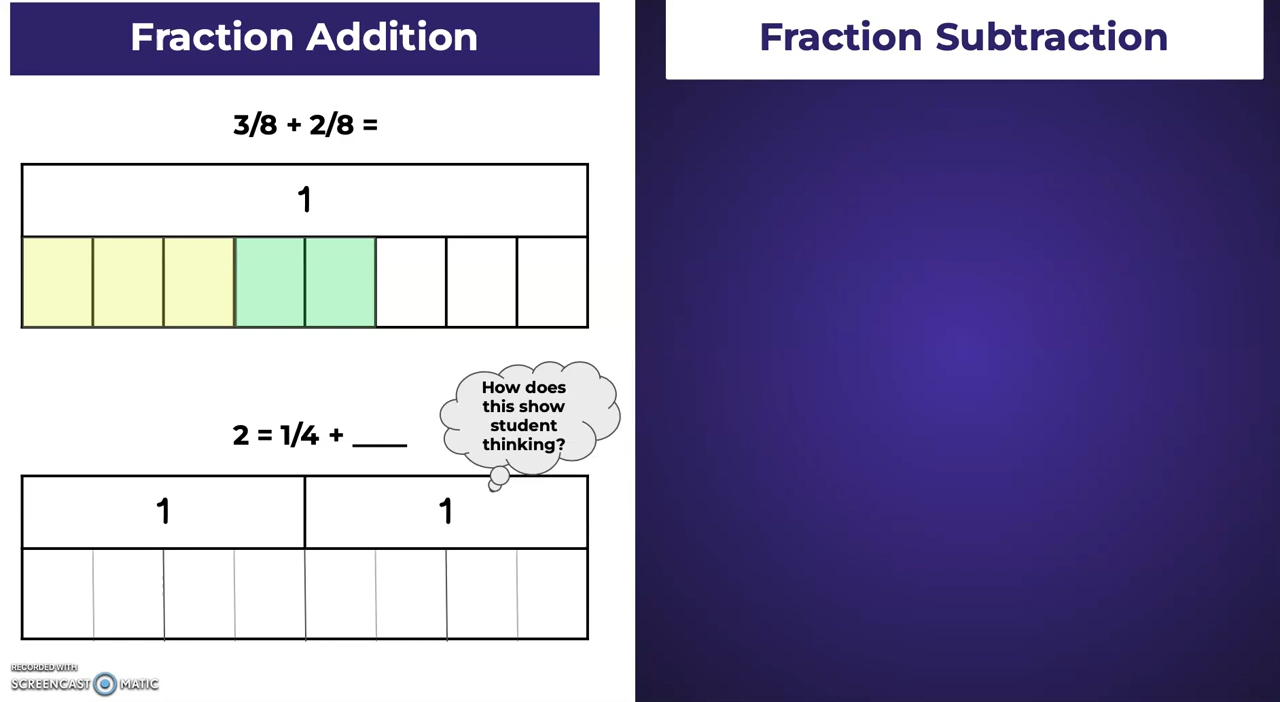 Fraction Addition
3/8 + 2/8 =
1
How does
this show
student
thinking?
2 = 1/4 + ____
1 1
RECORDED WITH
SCREENCAST MATIC
Fraction Subtraction